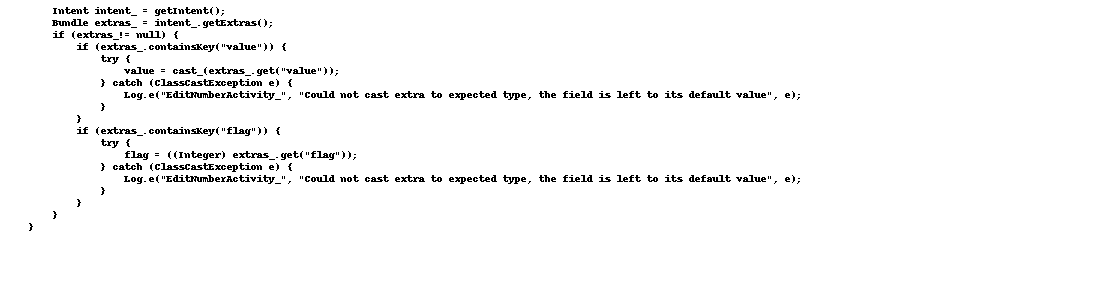 Intent intent_ = getIntent();
Bundle extras_ = intent_.getExtras();
if (extras_!= null) {
if (extras_.containsKey("value")) {
try {
value = cast_(extras_.get("value"));
} catch (ClassCastException e) {
Log.e("EditNumberActivity_", "Could not cast extra to expected type, the field is left to its default value", e);
}
}
if (extras_.containsKey("flag")) {
try {
flag = ((Integer) extras_.get("flag"));
} catch (ClassCastException e) {
Log.e("EditNumberActivity_", "Could not cast extra to expected type, the field is left to its default value", e);
}
}
}
}